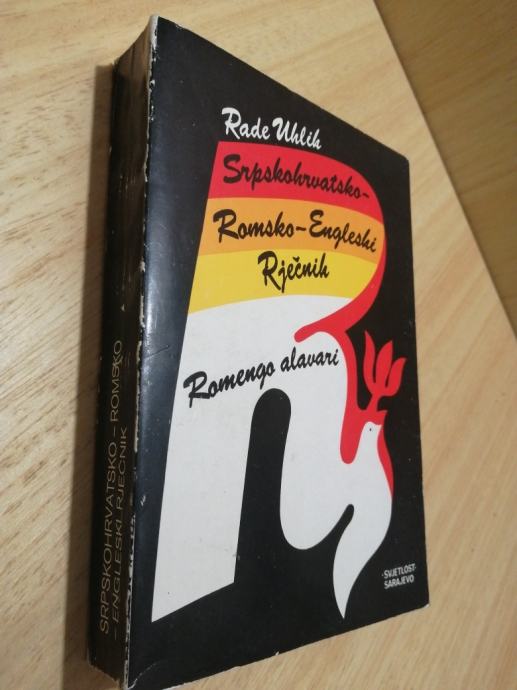 Rade Uhlik
Srpskohrvatsko-
Romsko-Engleski
Rječnik
Romengo alavari
·SVJETLOST·
SARAJEVO
SRPSKOHRVATSKO - ROMSKO
- ENGLESKI RJEČNIK